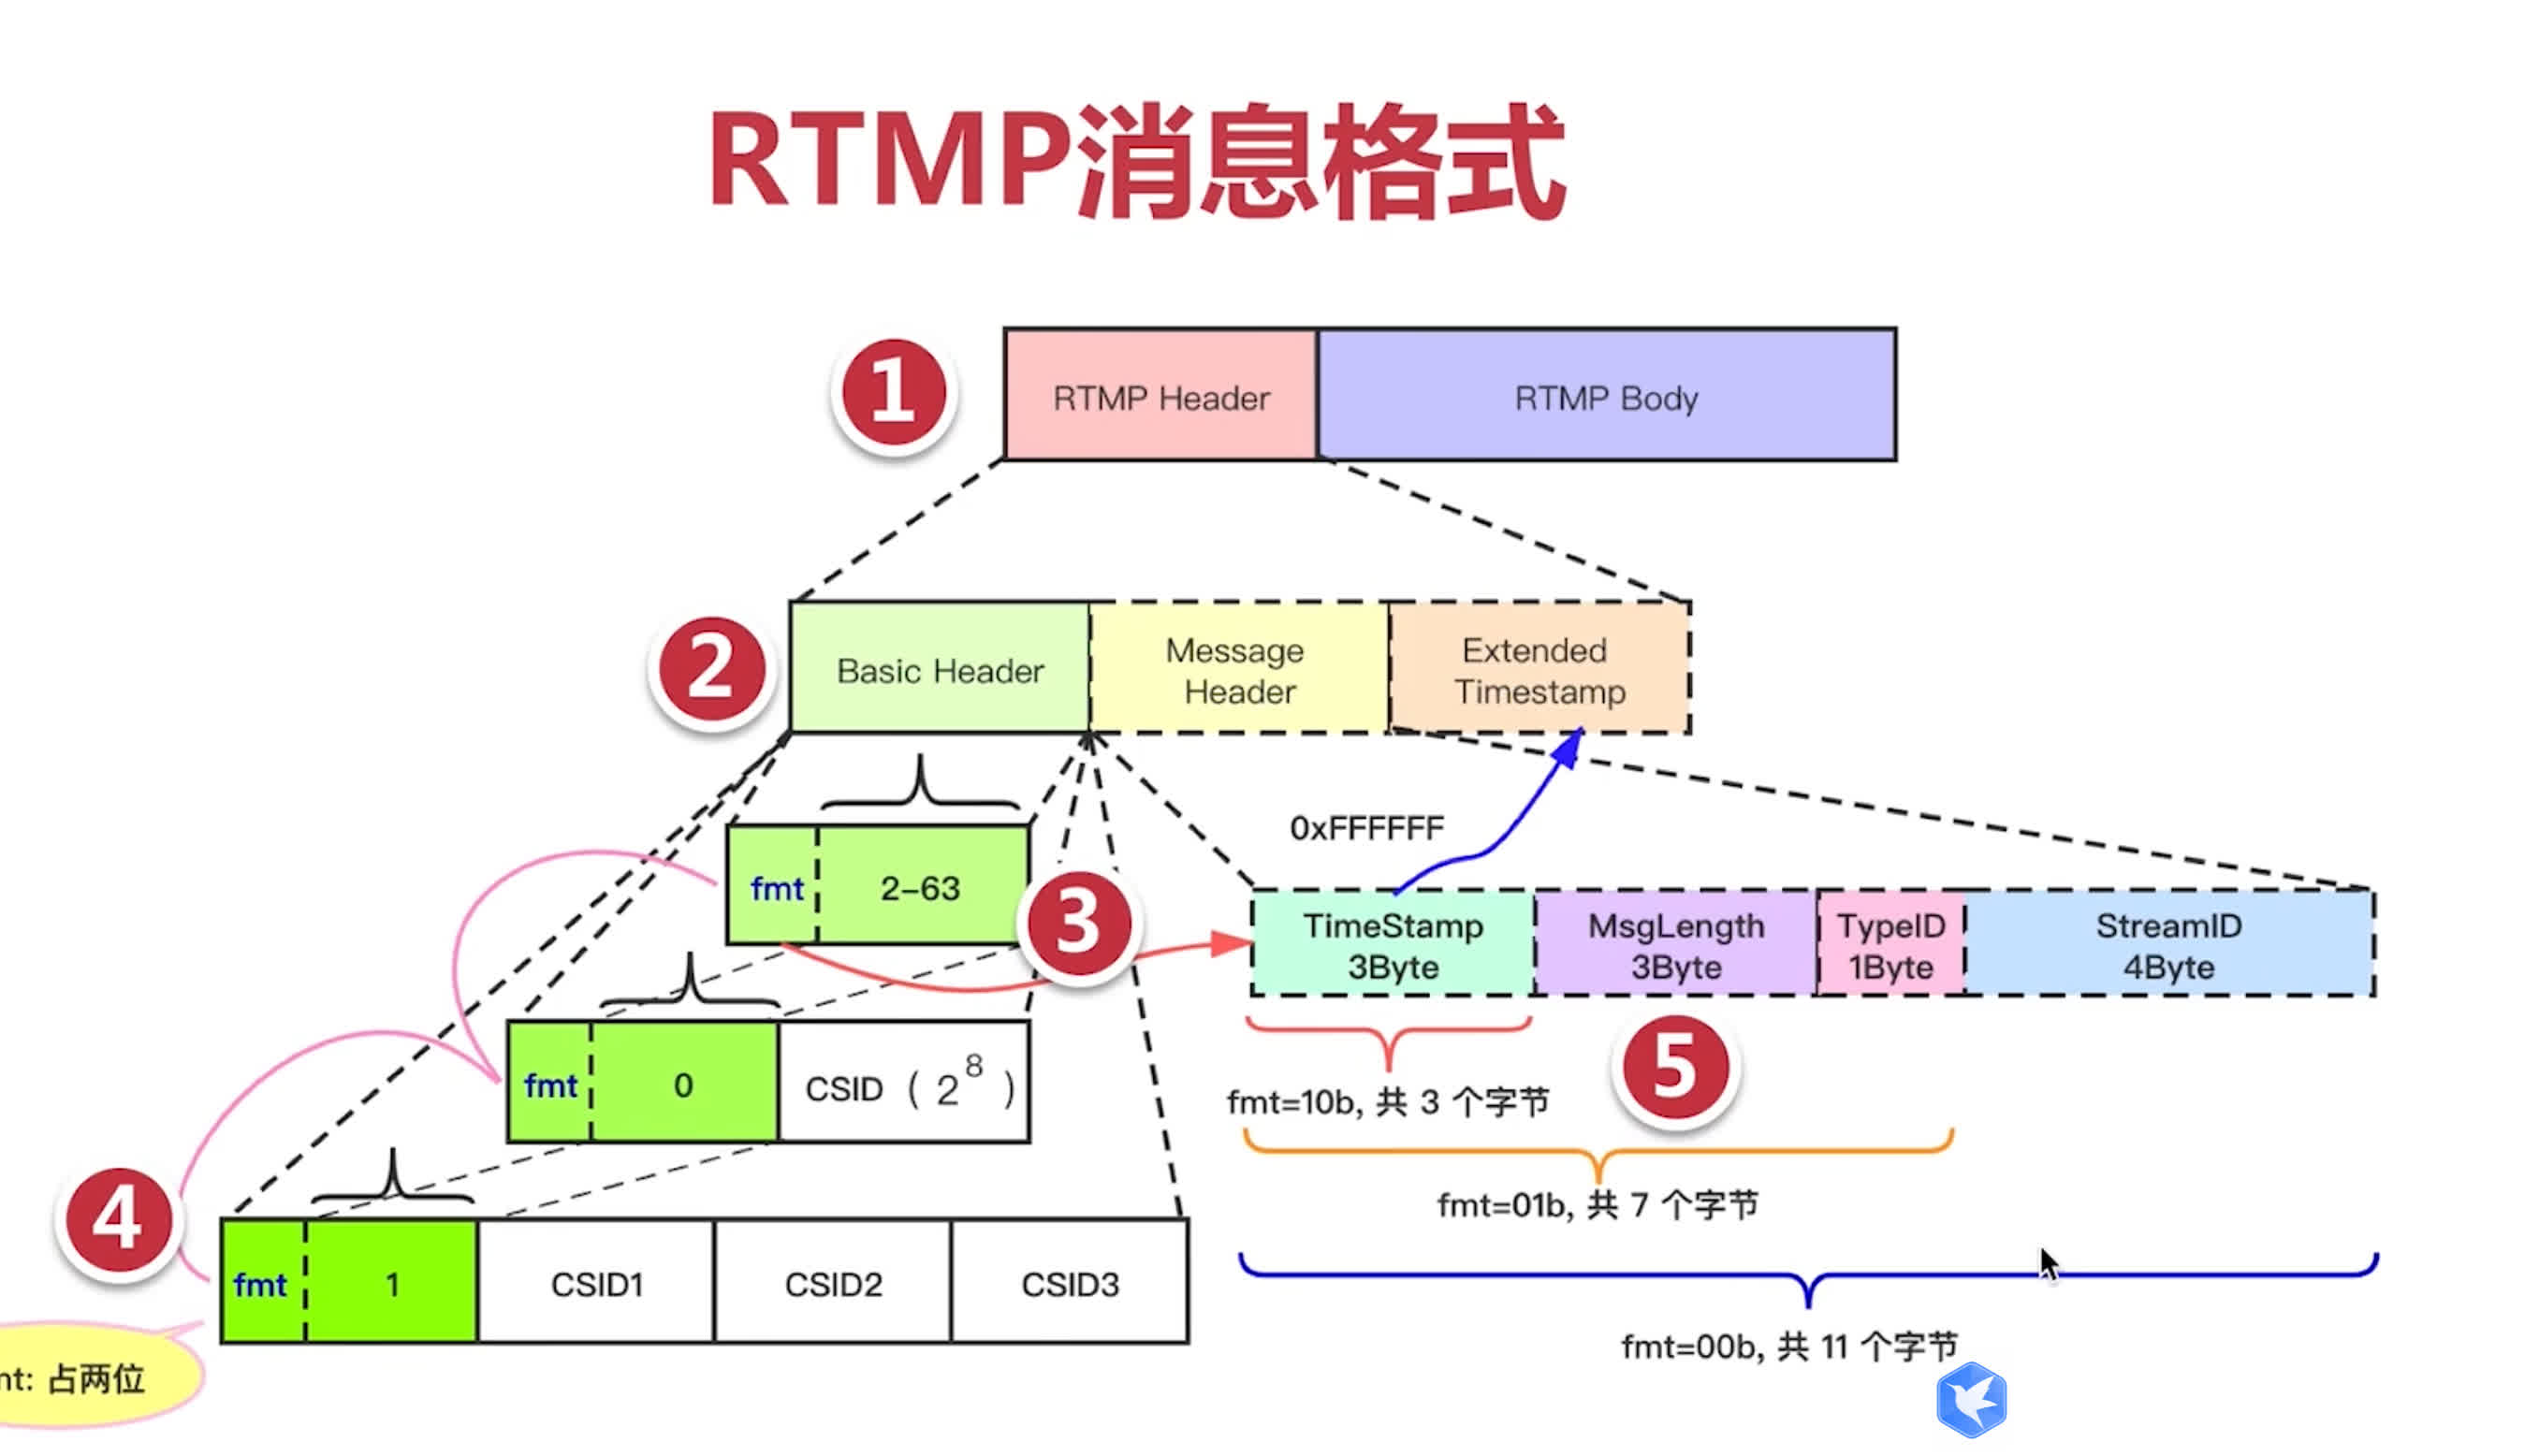 RTMP消息格式
1
RTMP Header
RTMP Body
2
Basic Header
Message
Header
Extended
Timestamp
0xFFFFFF
fmt
2-63
3
TimeStamp
3Byte
MsgLength
3Byte
TypeID
1Byte
StreamID
4Byte
fmt
0
CSID ( 2^8 )
5
fmt=10b, 共 3 个字节
fmt=01b, 共 7 个字节
4
fmt
1
CSID1
CSID2
CSID3
fmt=00b, 共 11 个字节
nt: 占两位